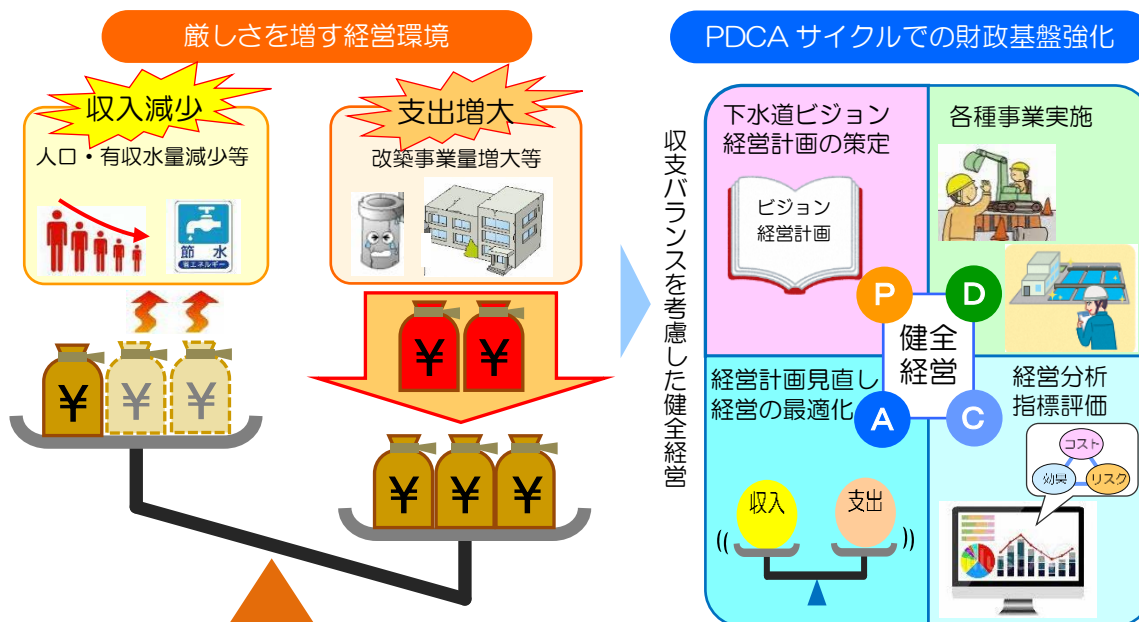 厳しさを増す経営環境
収入減少
人口・有収水量減少等
節水
省エネルギー
支出増大
改築事業量増大等
¥
¥
¥
¥
¥
¥
¥
¥
収支バランスを考慮した健全経営
PDCAサイクルでの財政基盤強化
下水道ビジョン
経営計画の策定
ビジョン
経営計画
各種事業実施
P
D
健全
経営
A
C
経営計画見直し
経営の最適化
収入
支出
経営分析
指標評価
コスト
効果
リスク